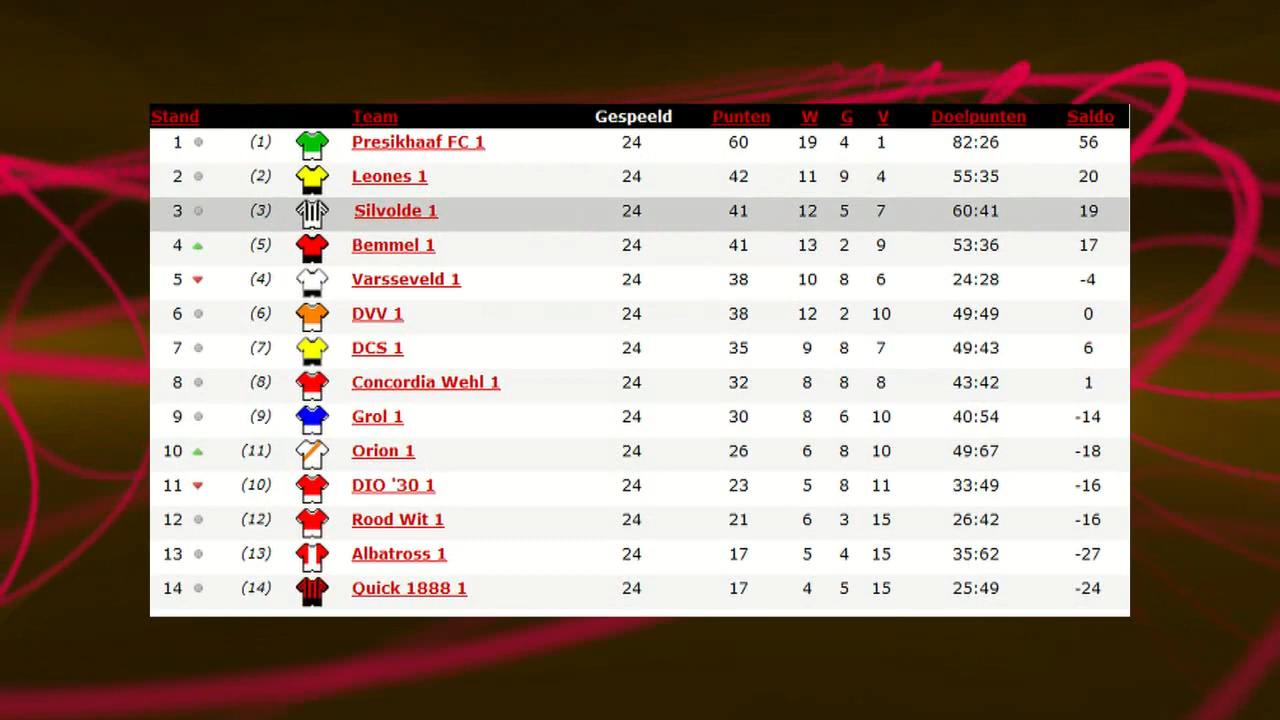 Stand Team Gespeeld Punten W G V Doelpunten Saldo
1 (1) Presikhaaf FC 1 24 60 19 4 1 82:26 56
2 (2) Leones 1 24 42 11 9 4 55:35 20
3 (3) Silvolde 1 24 41 12 5 7 60:41 19
4 (5) Bemmel 1 24 41 13 2 9 53:36 17
5 (4) Varsseveld 1 24 38 10 8 6 24:28 -4
6 (6) DVV 1 24 38 12 2 10 49:49 0
7 (7) DCS 1 24 35 9 8 7 49:43 6
8 (8) Concordia Wehl 1 24 32 8 8 8 43:42 1
9 (9) Grol 1 24 30 8 6 10 40:54 -14
10 (11) Orion 1 24 26 6 8 10 49:67 -18
11 (10) DIO '30 1 24 23 5 8 11 33:49 -16
12 (12) Rood Wit 1 24 21 6 3 15 26:42 -16
13 (13) Albatross 1 24 17 5 4 15 35:62 -27
14 (14) Quick 1888 1 24 17 4 5 15 25:49 -24